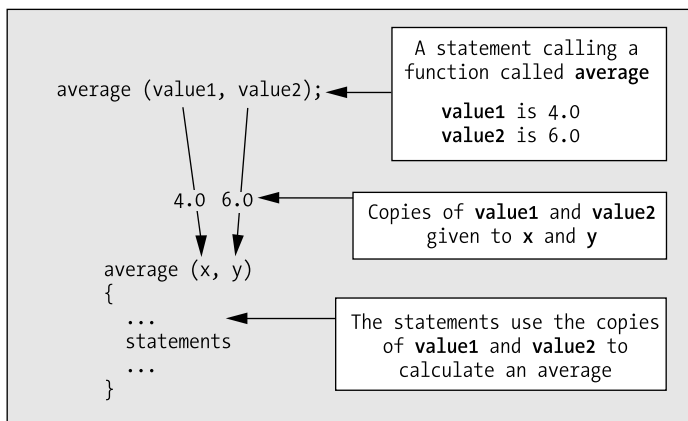 A statement calling a
function called average
average (value1, value2);
value1 is 4.0
value2 is 6.0
4.0 6.0
Copies of value1 and value2
given to x and y
average (x, y)
{
...
The statements use the copies
statements
of value1 and value2 to
...
calculate an average
}